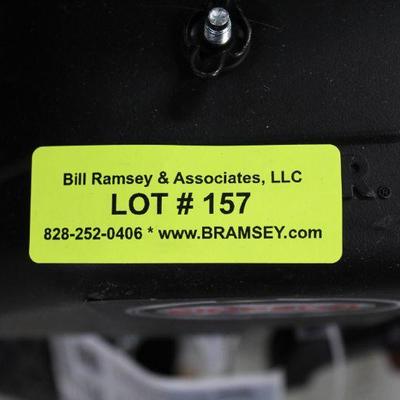 Bill Ramsey & Associates, LLC
LOT # 157
828-252-0406 * www.BRAMSEY.com
R®